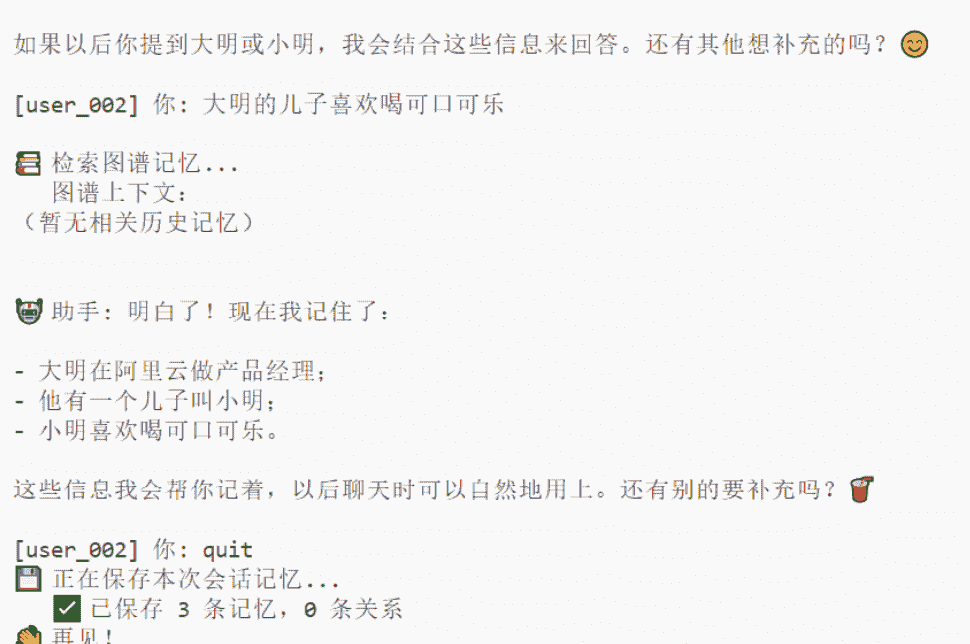 如果以后你提到大明或小明，我会结合这些信息来回答。还有其他想补充的吗？😊
[user_002] 你: 大明的儿子喜欢喝可口可乐
📚 检索图谱记忆...
图谱上下文:
（暂无相关历史记忆）
🤖 助手: 明白了！现在我记住了:
- 大明在阿里云做产品经理;
- 他有一个儿子叫小明;
- 小明喜欢喝可口可乐。
这些信息我会帮你记着，以后聊天时可以自然地用上。还有别的要补充吗？🥤
[user_002] 你: quit
💾 正在保存本次会话记忆...
✅ 已保存 3 条记忆，0 条关系
👋 再见！